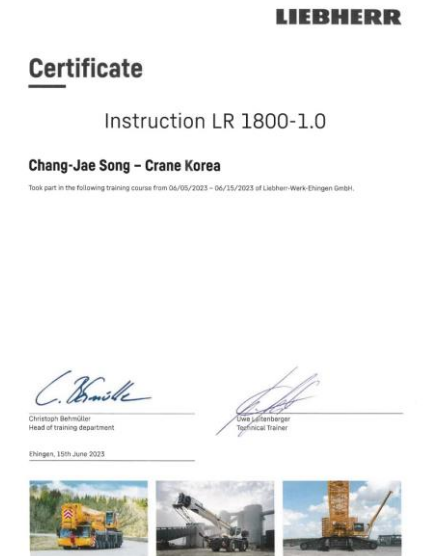 LIEBHERR
Certificate
Instruction LR 1800-1.0
Chang-Jae Song – Crane Korea
Took part in the following training course from 06/05/2023 – 06/15/2023 of Liebherr-Werk-Ehingen GmbH.
C. Behmüller
Christoph Behmüller
Head of training department
Uwe Leitenberger
Technical Trainer
Ehingen, 15th June 2023